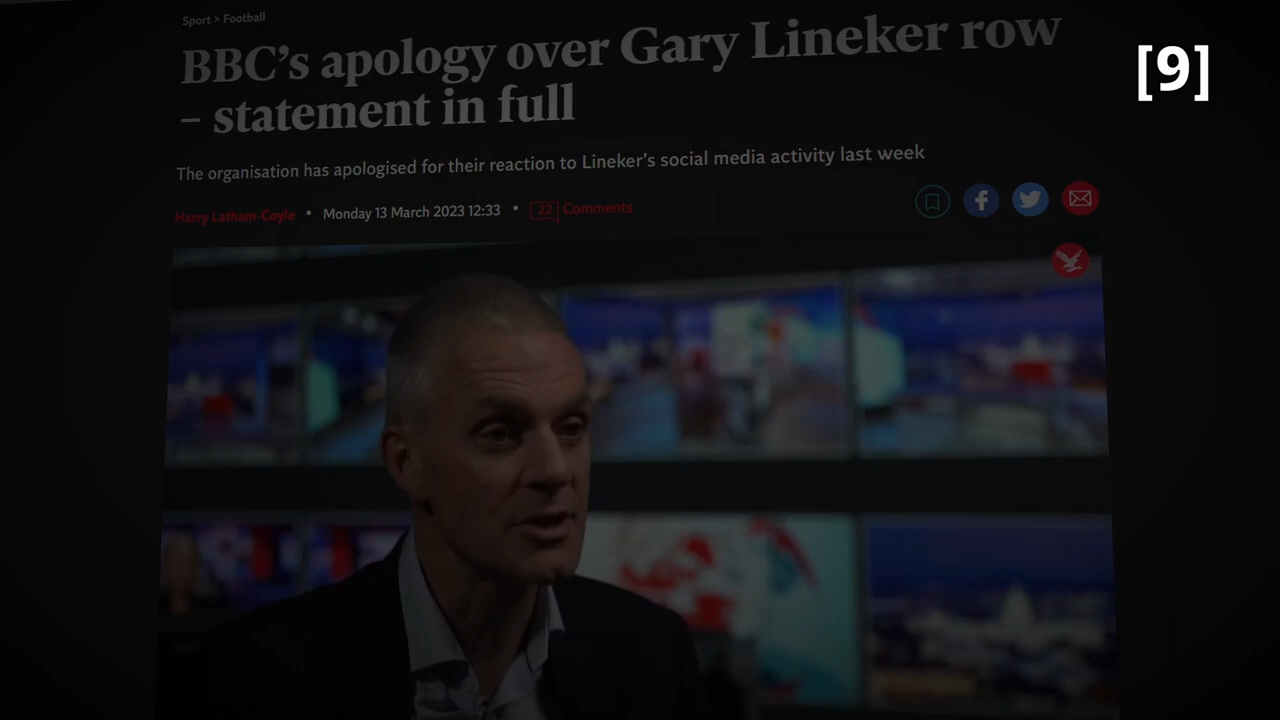 Sport > Football
[9]
BBC's apology over Gary Lineker row
– statement in full
The organisation has apologised for their reaction to Lineker's social media activity last week
Harry Latham-Coyle • Monday 13 March 2023 12:33 • 22 Comments